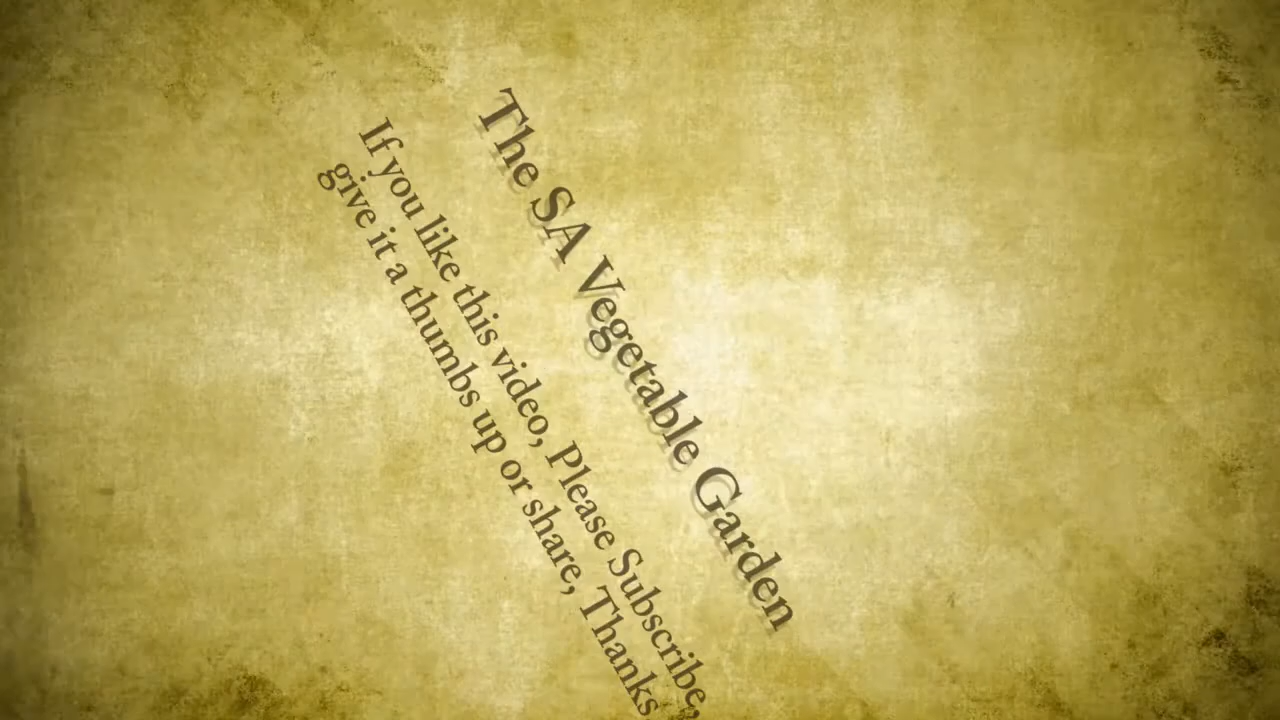 The SA Vegetable Garden
If you like this video, Please Subscribe,
give it a thumbs up or share, Thanks